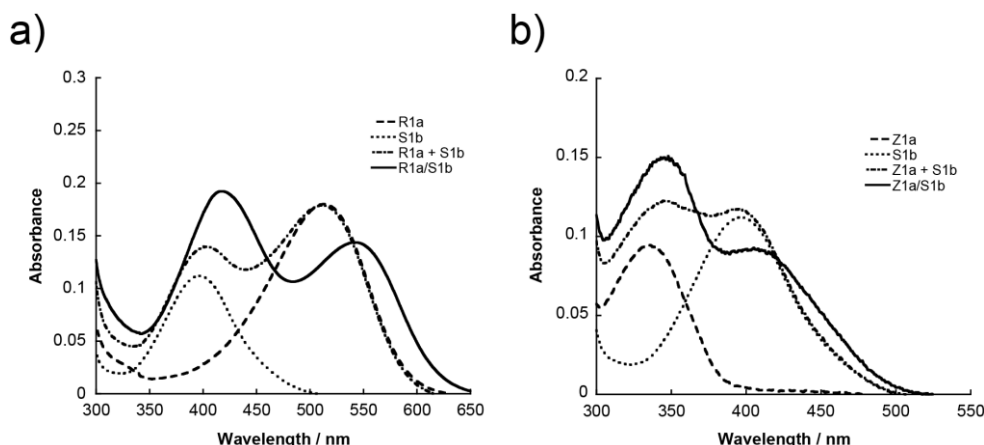 a)
0.3
0.25
0.2
0.15
0.1
0.05
0
Absorbance
R1a
S1b
R1a + S1b
R1a/S1b
300 350 400 450 500 550 600 650
Wavelength / nm
b)
0.2
0.15
0.1
0.05
0
Absorbance
Z1a
S1b
Z1a + S1b
Z1a/S1b
300 350 400 450 500 550
Wavelength / nm